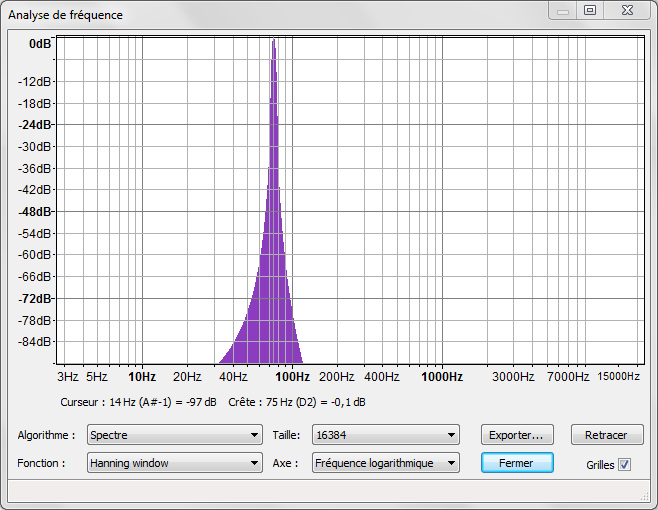 Analyse de fréquence
0dB
-12dB
-18dB
-24dB
-30dB
-36dB
-42dB
-48dB
-54dB
-60dB
-66dB
-72dB
-78dB
-84dB
3Hz 5Hz 10Hz 20Hz 40Hz 100Hz 200Hz 400Hz 1000Hz 3000Hz 7000Hz 15000Hz
Curseur : 14 Hz (A#-1) = -97 dB Crête : 75 Hz (D2) = -0,1 dB
Algorithme : Spectre Taille: 16384 Exporter... Retracer
Fonction : Hanning window Axe : Fréquence logarithmique Fermer Grilles